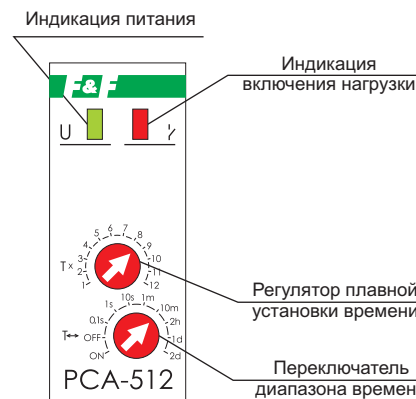 Индикация питания
Индикация
включения нагрузки
F&F
U
Tx
1 2 3 4 5 6 7 8 9 10 11 12
Регулятор плавной
установки времени
T↔
ON OFF 0.1s 1s 10s 1m 10m 2h 1d 2d
Переключатель
диапазона времен
PCA-512